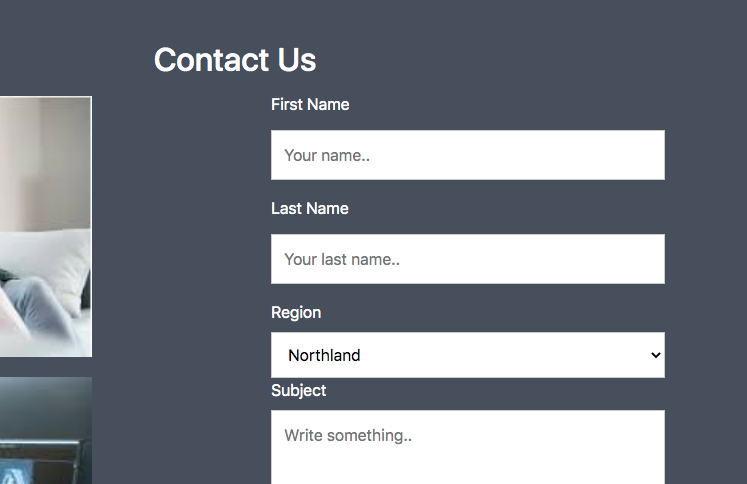 Contact Us
First Name
Your name..
Last Name
Your last name..
Region
Northland
Subject
Write something..